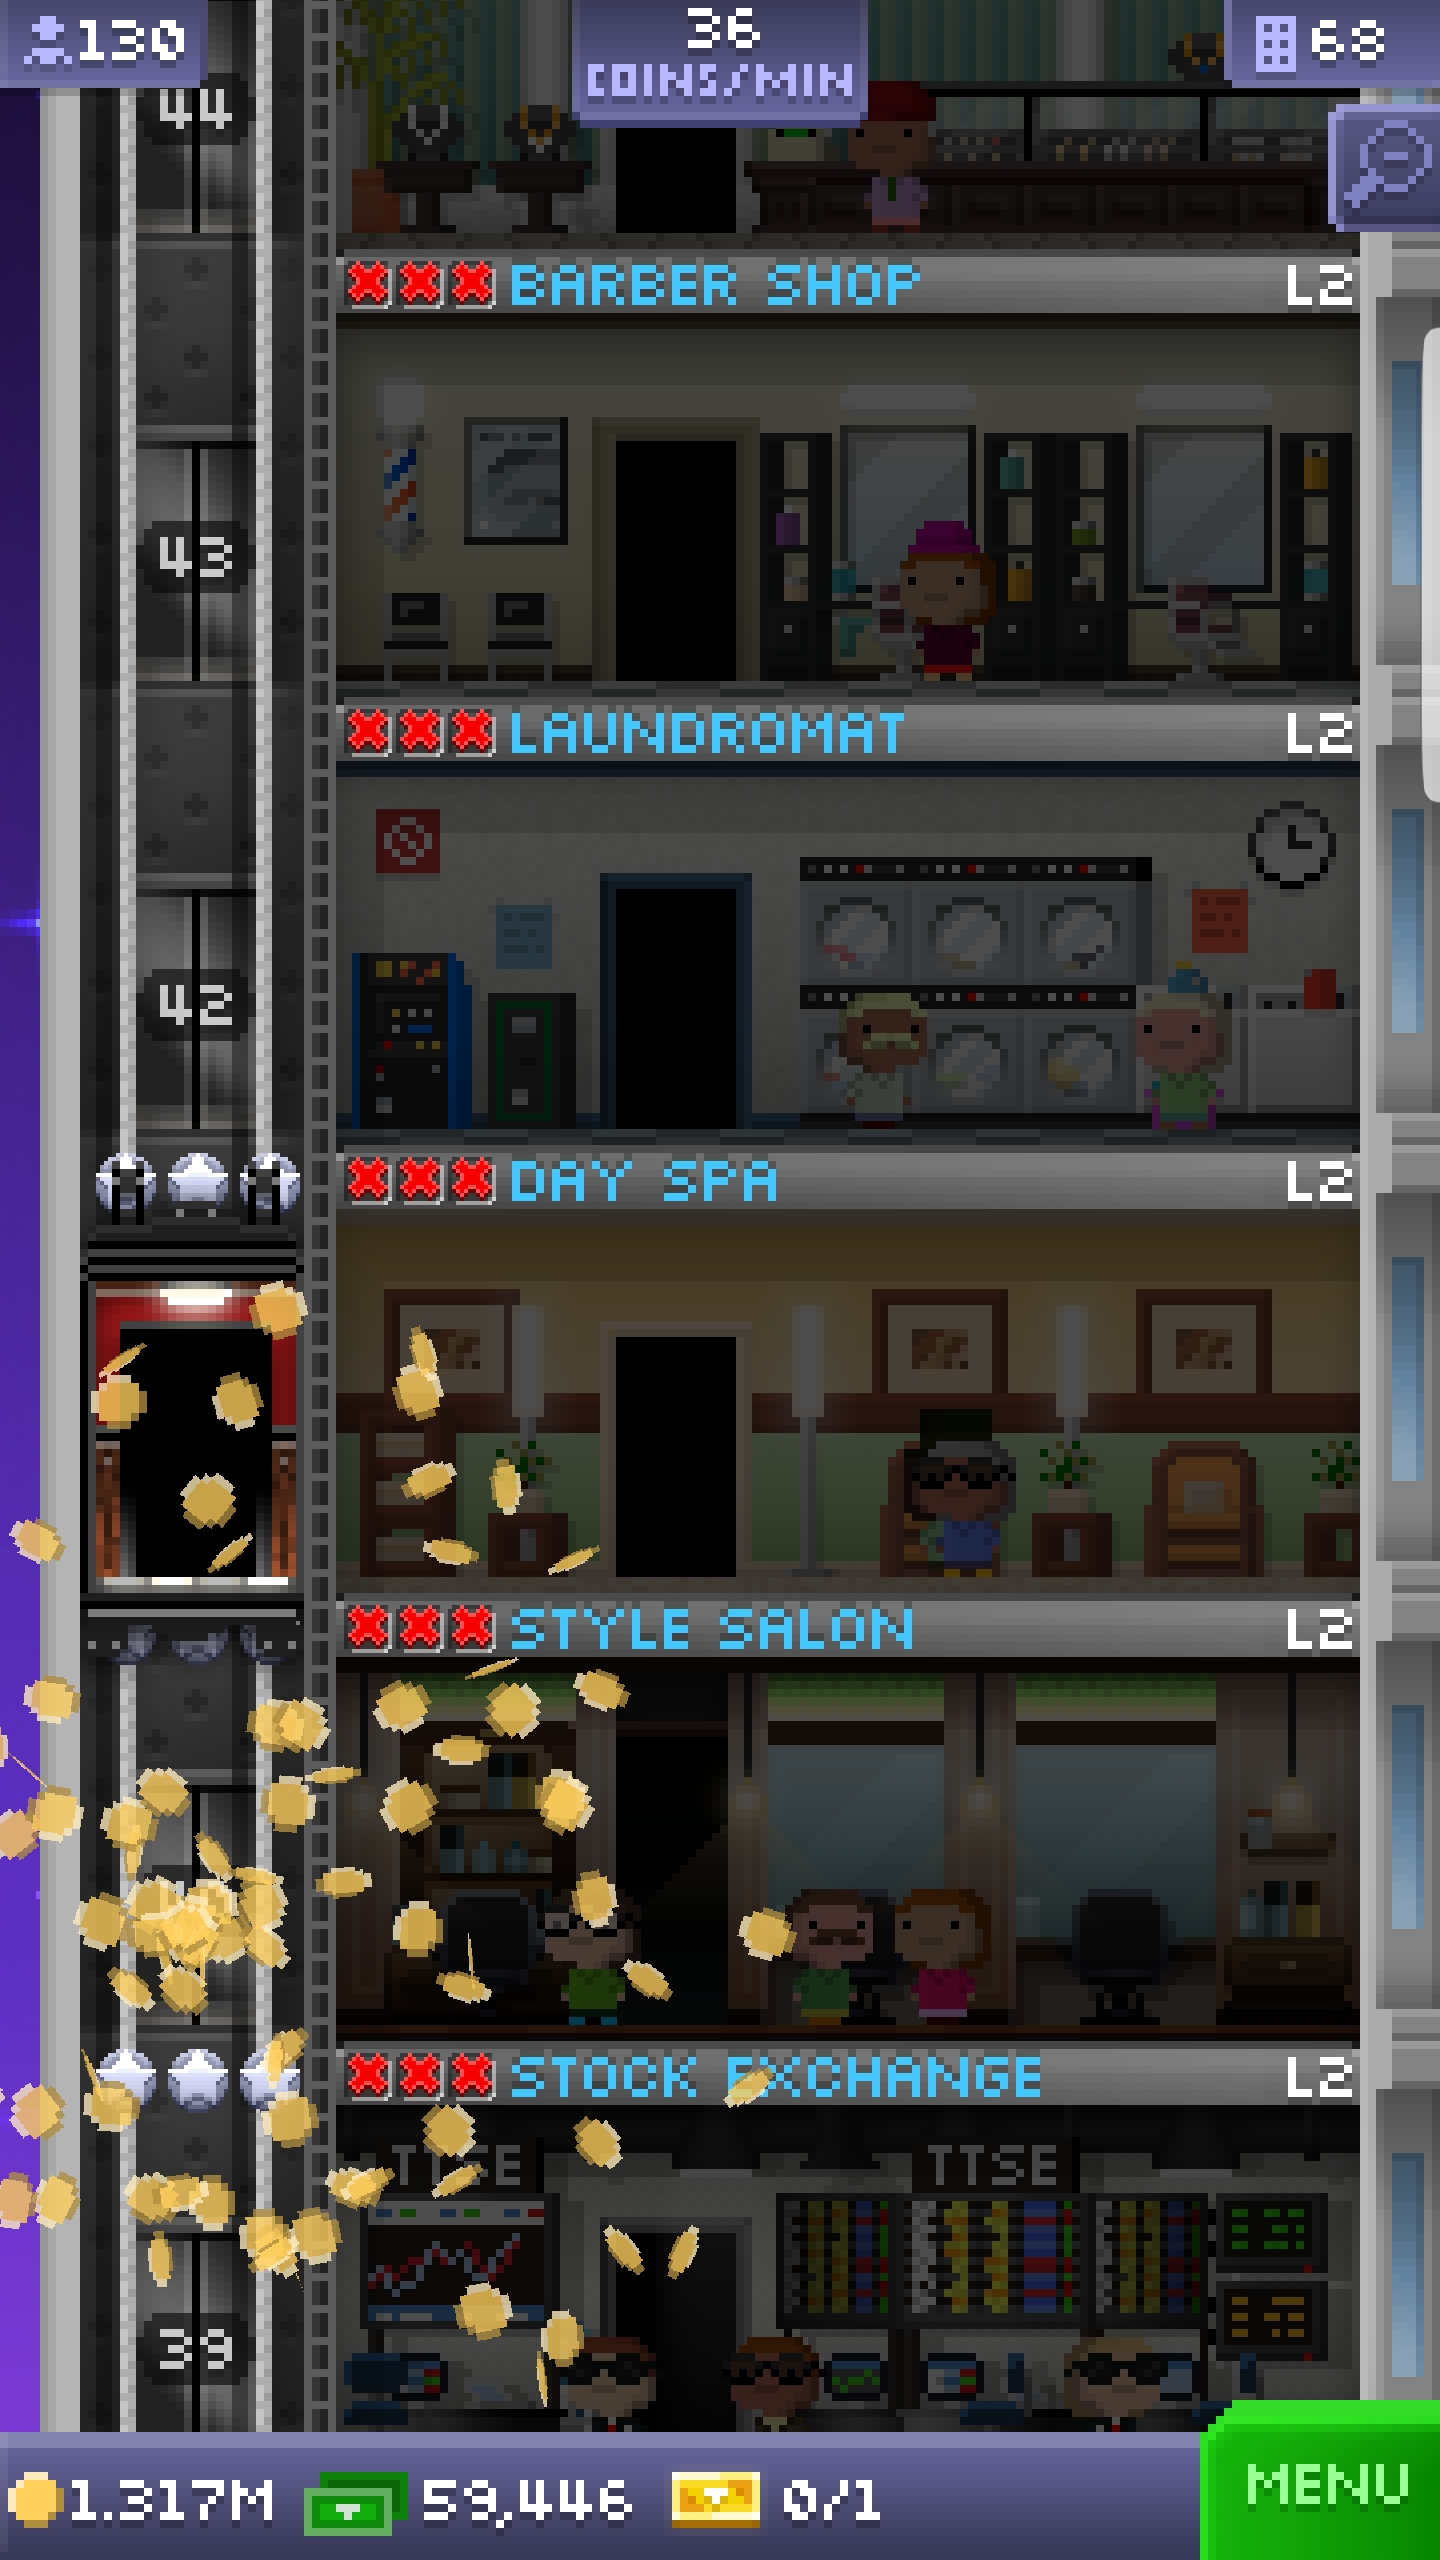 130
36
COINS/MIN
68
44
BARBER SHOP L2
43
LAUNDROMAT L2
42
DAY SPA L2
STYLE SALON L2
STOCK EXCHANGE L2
TTSE TTSE
39
1.317M 59,446 0/1
MENU